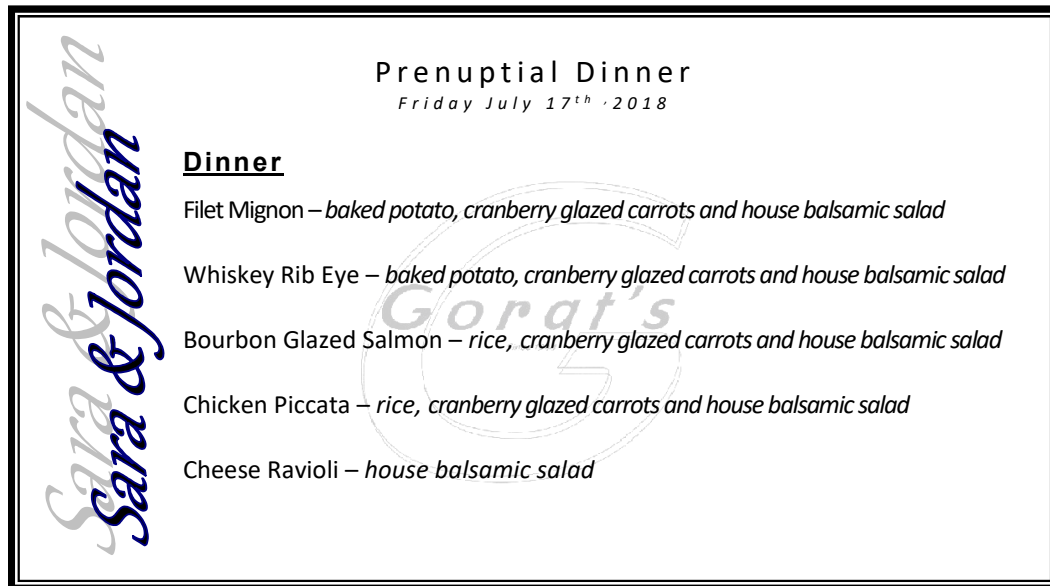 Sara & Jordan
Prenuptial Dinner
Friday July 17th ,2018
Dinner
Filet Mignon – baked potato, cranberry glazed carrots and house balsamic salad
Whiskey Rib Eye – baked potato, cranberry glazed carrots and house balsamic salad
Gorat's
Bourbon Glazed Salmon – rice, cranberry glazed carrots and house balsamic salad
Chicken Piccata – rice, cranberry glazed carrots and house balsamic salad
Cheese Ravioli – house balsamic salad